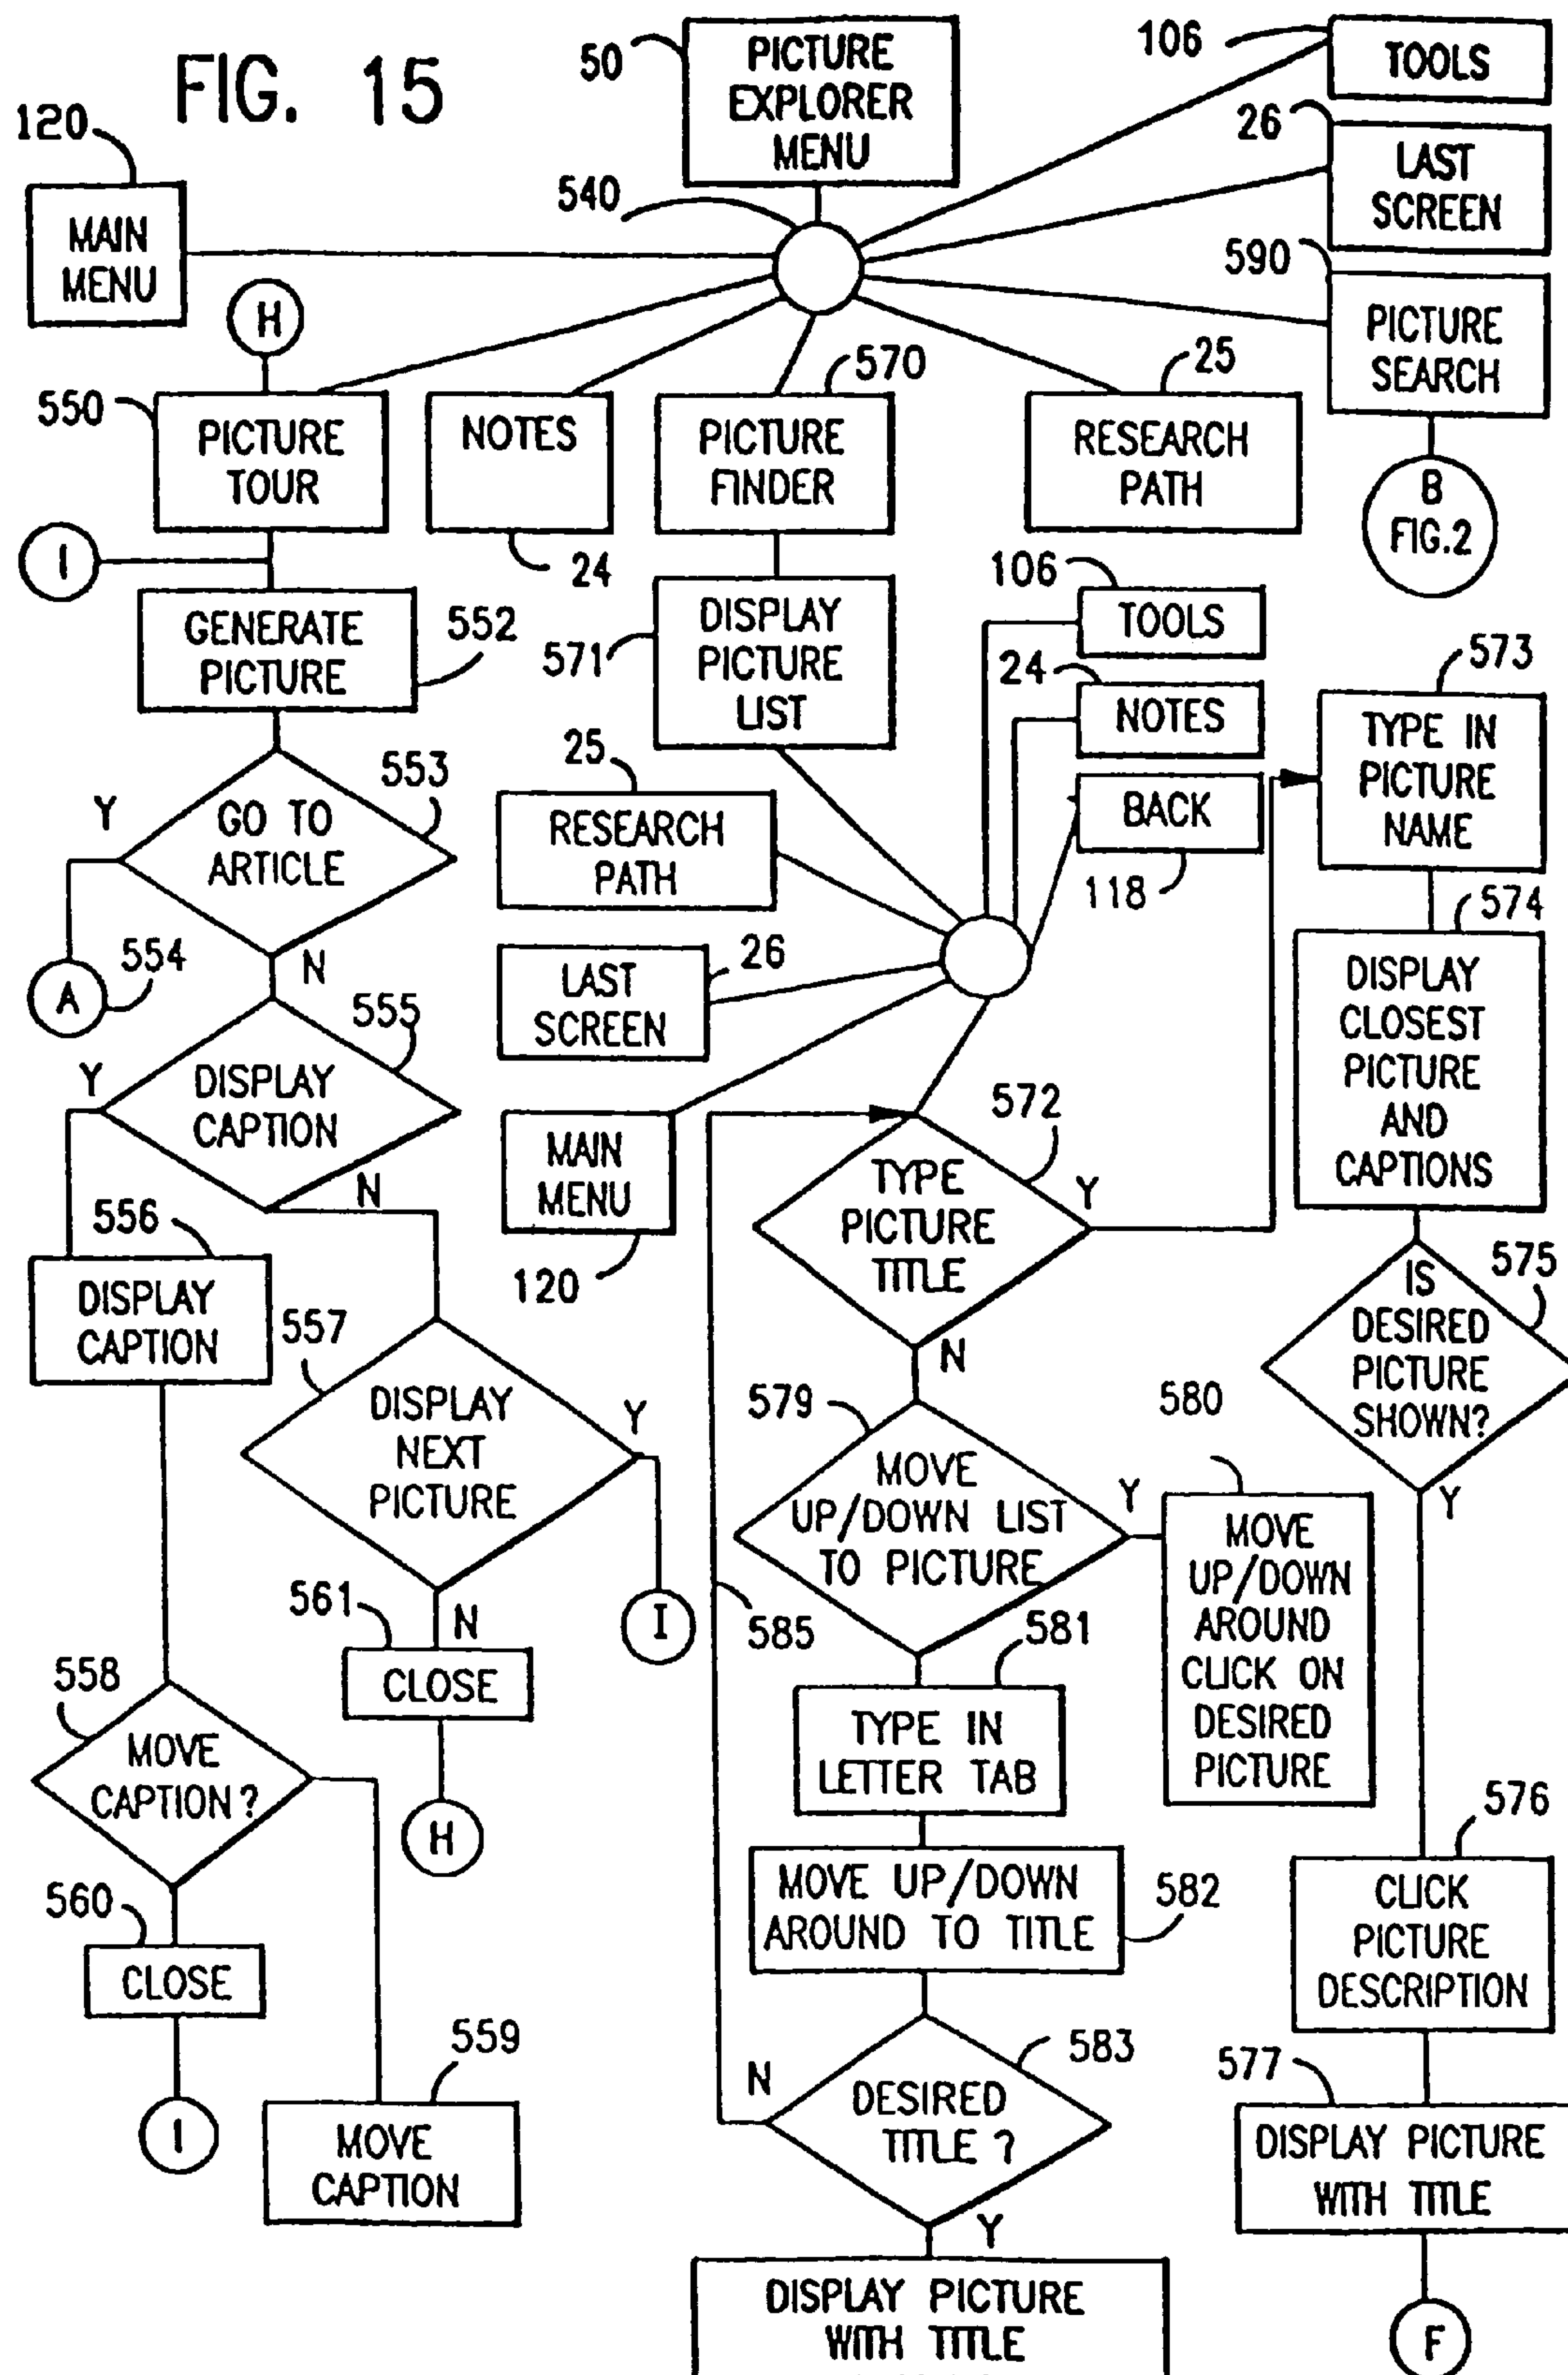 FIG. 15
50
PICTURE
EXPLORER
MENU
106
TOOLS
26
LAST
SCREEN
120
MAIN
MENU
540
590
PICTURE
SEARCH
B
FIG.2
H
550
PICTURE
TOUR
NOTES
24
570
PICTURE
FINDER
25
RESEARCH
PATH
I
GENERATE
PICTURE
552
571
DISPLAY
PICTURE
LIST
106
TOOLS
24
NOTES
BACK
118
573
TYPE IN
PICTURE
NAME
553
Y
GO TO
ARTICLE
N
A
554
25
RESEARCH
PATH
26
LAST
SCREEN
MAIN
MENU
120
574
DISPLAY
CLOSEST
PICTURE
AND
CAPTIONS
555
Y
DISPLAY
CAPTION
N
556
DISPLAY
CAPTION
557
DISPLAY
NEXT
PICTURE
Y
I
N
561
CLOSE
H
572
TYPE
PICTURE
TITLE
Y
N
575
IS
DESIRED
PICTURE
SHOWN?
Y
579
MOVE
UP/DOWN LIST
TO PICTURE
Y
580
MOVE
UP/DOWN
AROUND
CLICK ON
DESIRED
PICTURE
585
581
TYPE IN
LETTER TAB
558
MOVE
CAPTION?
560
CLOSE
I
559
MOVE
CAPTION
MOVE UP/DOWN
AROUND TO TITLE
582
583
N
DESIRED
TITLE ?
Y
DISPLAY PICTURE
WITH TITLE
576
CLICK
PICTURE
DESCRIPTION
577
DISPLAY PICTURE
WITH TITLE
F